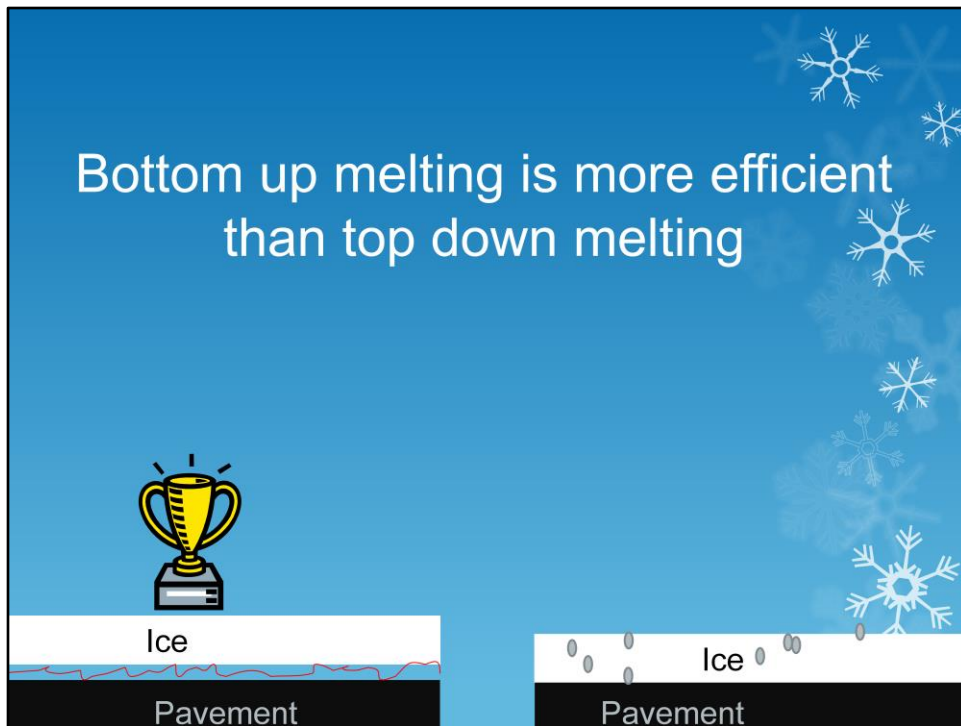 Bottom up melting is more efficient
than top down melting
Ice
Pavement
Ice
Pavement